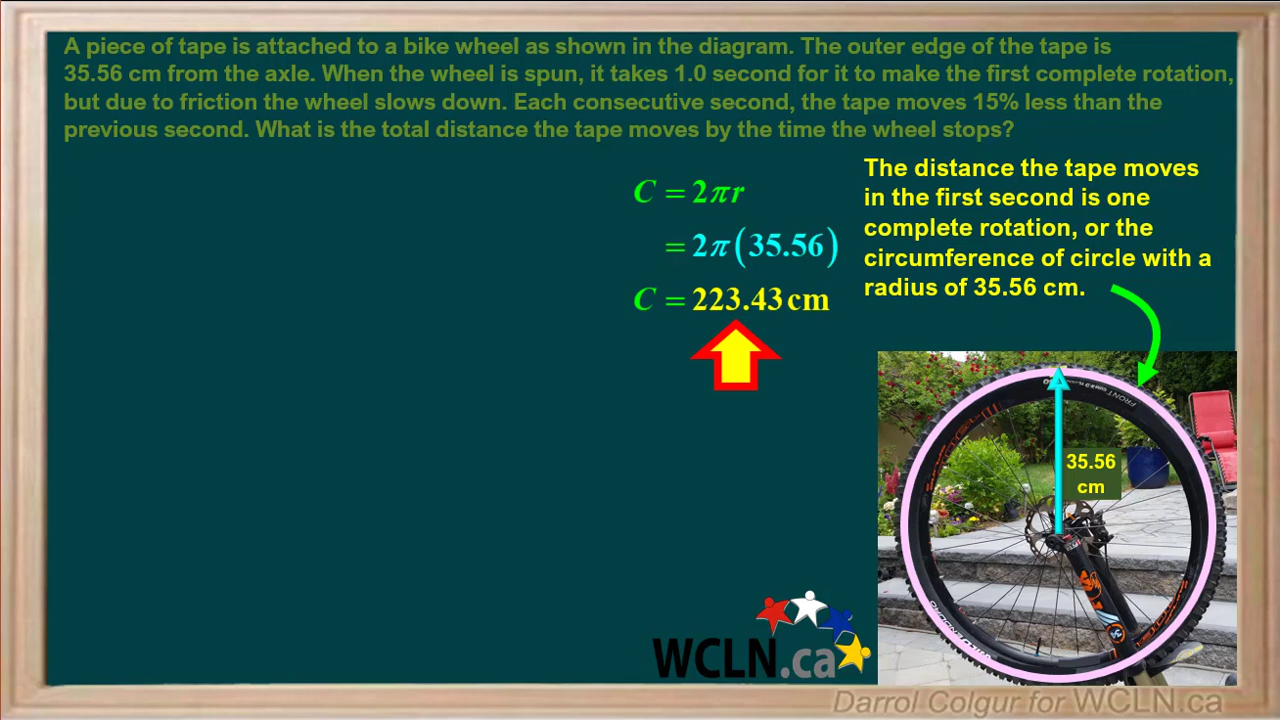 A piece of tape is attached to a bike wheel as shown in the diagram. The outer edge of the tape is
35.56 cm from the axle. When the wheel is spun, it takes 1.0 second for it to make the first complete rotation,
but due to friction the wheel slows down. Each consecutive second, the tape moves 15% less than the
previous second. What is the total distance the tape moves by the time the wheel stops?
C = 2πr
= 2π(35.56)
C = 223.43 cm
The distance the tape moves
in the first second is one
complete rotation, or the
circumference of circle with a
radius of 35.56 cm.
FRONT
35.56
cm
WCLN.ca
Darrol Colgur for WCLN.ca